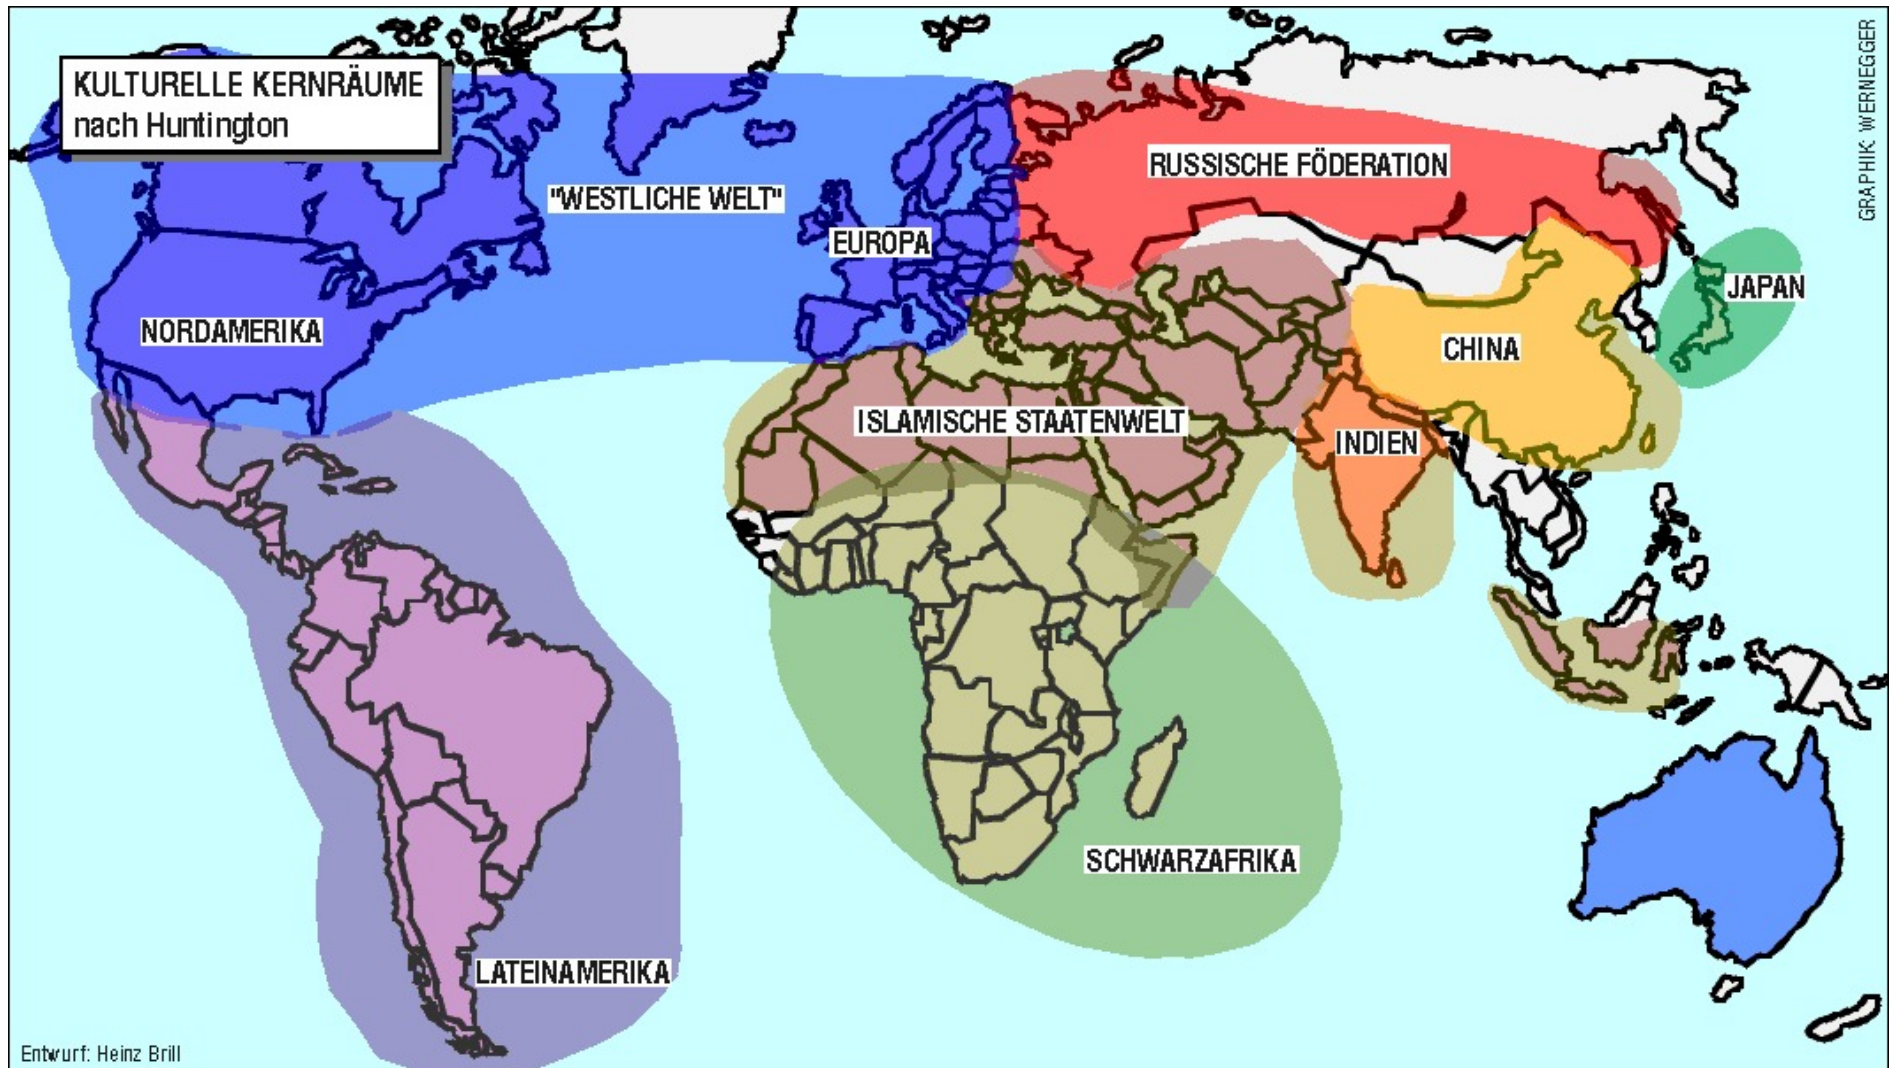 KULTURELLE KERNRÄUME
nach Huntington
GRAPHIK: WERNEGGER
RUSSISCHE FÖDERATION
"WESTLICHE WELT"
EUROPA
JAPAN
NORDAMERIKA
CHINA
ISLAMISCHE STAATENWELT
INDIEN
SCHWARZAFRIKA
LATEINAMERIKA
Entwurf: Heinz Brill